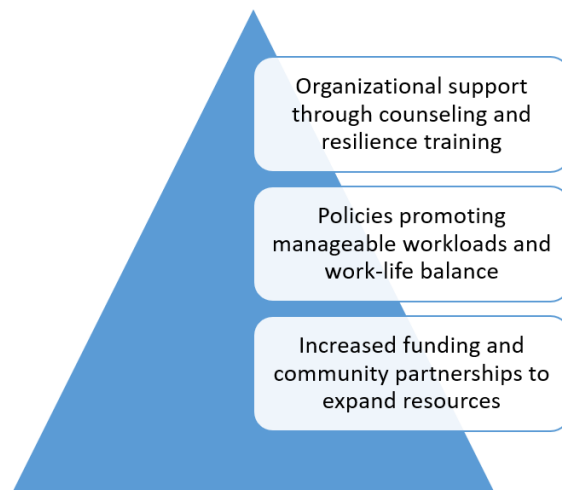 Organizational support
through counseling and
resilience training
Policies promoting
manageable workloads and
work-life balance
Increased funding and
community partnerships to
expand resources